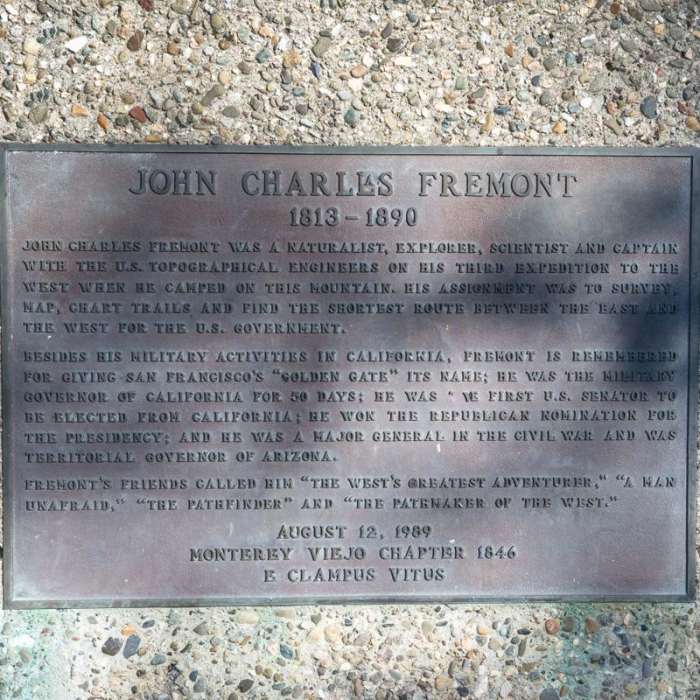 JOHN CHARLES FREMONT
1813-1890
JOHN CHARLES FREMONT WAS A NATURALIST, EXPLORER, SCIENTIST AND CAPTAIN
WITH THE U.S. TOPOGRAPHICAL ENGINEERS ON HIS THIRD EXPEDITION TO THE
WEST WHEN HE CAMPED ON THIS MOUNTAIN. HIS ASSIGNMENT WAS TO SURVEY,
MAP, CHART TRAILS AND FIND THE SHORTEST ROUTE BETWEEN THE EAST AND
THE WEST FOR THE U.S. GOVERNMENT.
BESIDES HIS MILITARY ACTIVITIES IN CALIFORNIA, FREMONT IS REMEMBERED
FOR GIVING SAN FRANCISCO'S "GOLDEN GATE" ITS NAME; HE WAS THE MILITARY
GOVERNOR OF CALIFORNIA FOR 50 DAYS; HE WAS FIRST U.S. SENATOR TO
BE ELECTED FROM CALIFORNIA; HE WON THE REPUBLICAN NOMINATION FOR
THE PRESIDENCY; AND HE WAS A MAJOR GENERAL IN THE CIVIL WAR AND WAS
TERRITORIAL GOVERNOR OF ARIZONA.
FREMONT'S FRIENDS CALLED HIM "THE WEST'S GREATEST ADVENTURER," "A MAN
UNAFRAID," "THE PATHFINDER" AND "THE PATHMAKER OF THE WEST."
AUGUST 12, 1989
MONTEREY VIEJO CHAPTER 1846
E CLAMPUS VITUS